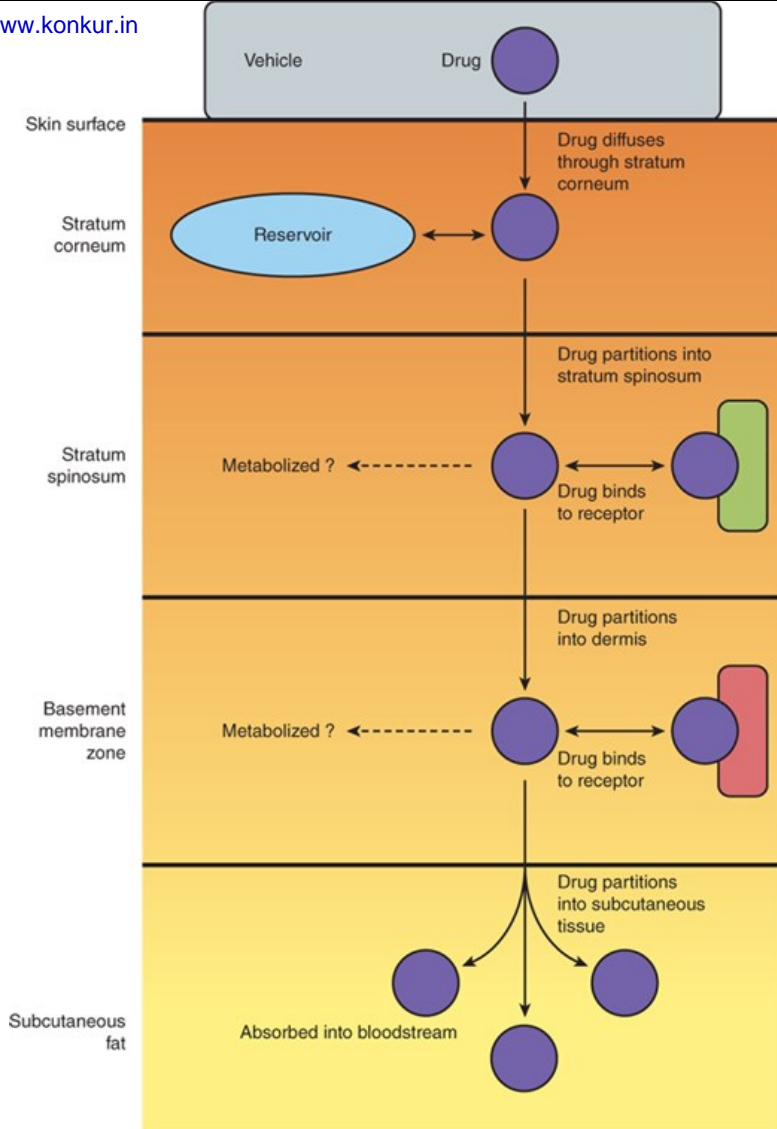 ww.konkur.in
Vehicle
Drug
Skin surface
Drug diffuses
through stratum
corneum
Stratum
corneum
Reservoir
Drug partitions into
stratum spinosum
Stratum
spinosum
Metabolized ?
Drug binds
to receptor
Drug partitions
into dermis
Basement
membrane
zone
Metabolized ?
Drug binds
to receptor
Drug partitions
into subcutaneous
tissue
Subcutaneous
fat
Absorbed into bloodstream